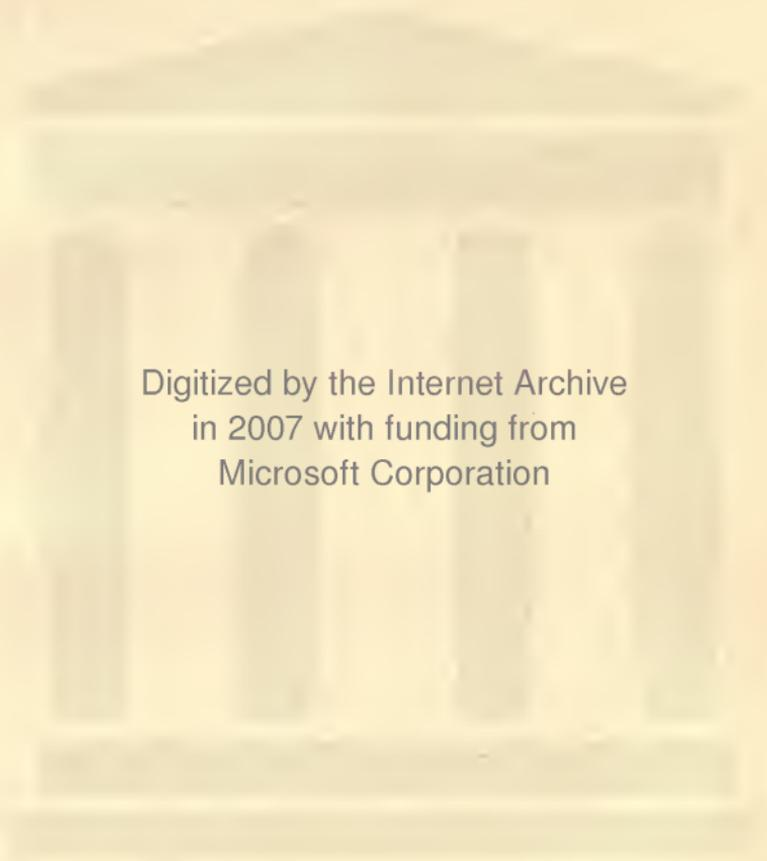 Digitized by the Internet Archive
in 2007 with funding from
Microsoft Corporation